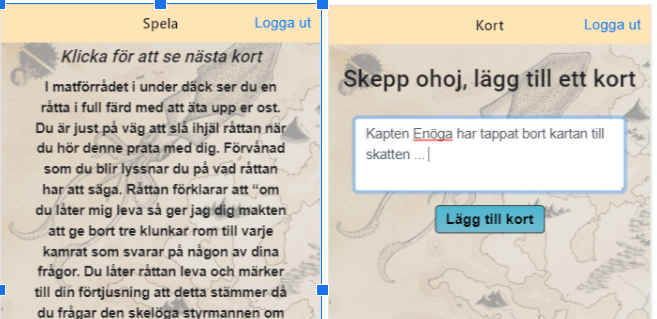 Spela
Logga ut
Klicka för att se nästa kort
I matförrådet i under däck ser du en
råtta i full färd med att äta upp er ost.
Du är just på väg att slå ihjäl råttan när
du hör denne prata med dig. Förvånad
som du blir lyssnar du på vad råttan
har att säga. Råttan förklarar att “om
du låter mig leva så ger jag dig makten
att ge bort tre klunkar rom till varje
kamrat som svarar på någon av dina
frågor. Du låter råttan leva och märker
till din förtjusning att detta stämmer då
du frågar den skelöga styrmannen om
Kort
Logga ut
Skepp ohoj, lägg till ett kort
Kapten Enöga har tappat bort kartan till
skatten ...
Lägg till kort